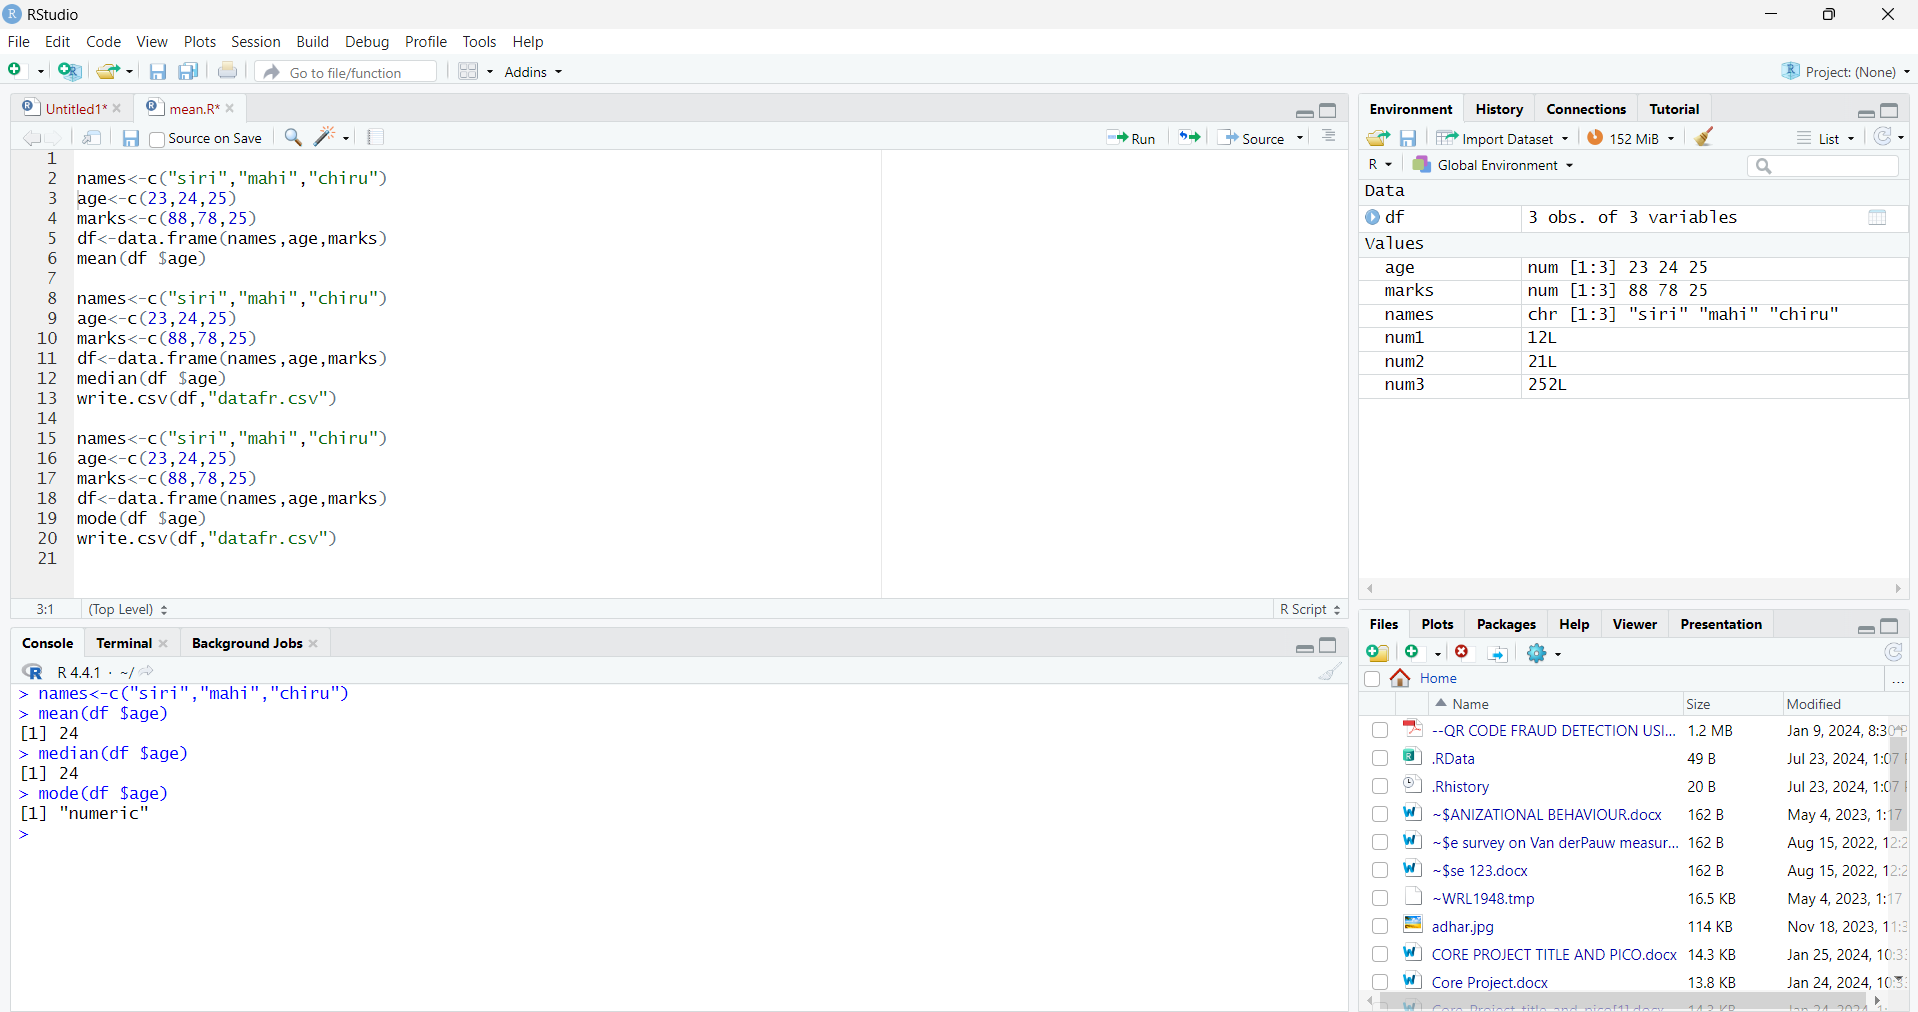 RStudio
File Edit Code View Plots Session Build Debug Profile Tools Help
Go to file/function
Addins
Project: (None)
Untitled1*
mean.R*
Source on Save
Run
Source
1
2 names<-c("siri","mahi","chiru")
3 age<-c(23,24,25)
4 marks<-c(88,78,25)
5 df<-data.frame(names,age,marks)
6 mean(df $age)
7
8 names<-c("siri","mahi","chiru")
9 age<-c(23,24,25)
10 marks<-c(88,78,25)
11 df<-data.frame(names,age,marks)
12 median(df $age)
13 write.csv(df,"datafr.csv")
14
15 names<-c("siri","mahi","chiru")
16 age<-c(23,24,25)
17 marks<-c(88,78,25)
18 df<-data.frame(names,age,marks)
19 mode(df $age)
20 write.csv(df,"datafr.csv")
21
3:1 (Top Level) R Script
Console Terminal Background Jobs
R 4.4.1 · ~/
> names<-c("siri","mahi","chiru")
> mean(df $age)
[1] 24
> median(df $age)
[1] 24
> mode(df $age)
[1] "numeric"
>
Environment History Connections Tutorial
Import Dataset 152 MiB List
R Global Environment
Data
df 3 obs. of 3 variables
Values
age num [1:3] 23 24 25
marks num [1:3] 88 78 25
names chr [1:3] "siri" "mahi" "chiru"
num1 12L
num2 21L
num3 252L
Files Plots Packages Help Viewer Presentation
Home ...
Name Size Modified
--QR CODE FRAUD DETECTION USI... 1.2 MB Jan 9, 2024, 8:30 P
.RData 49 B Jul 23, 2024, 1:07
.Rhistory 20 B Jul 23, 2024, 1:07
~$ANIZATIONAL BEHAVIOUR.docx 162 B May 4, 2023, 1:17
~$e survey on Van derPauw measur... 162 B Aug 15, 2022, 12:2
~$se 123.docx 162 B Aug 15, 2022, 12:2
~WRL1948.tmp 16.5 KB May 4, 2023, 1:17
adhar.jpg 114 KB Nov 18, 2023, 11:3
CORE PROJECT TITLE AND PICO.docx 14.3 KB Jan 25, 2024, 10:3
Core Project.docx 13.8 KB Jan 24, 2024, 10:3